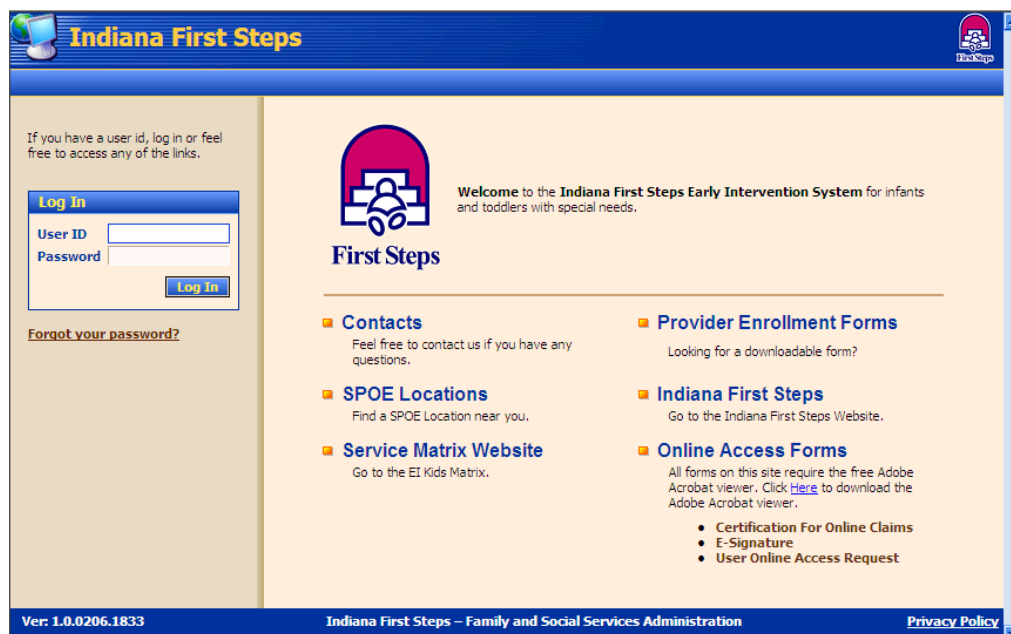 Indiana First Steps
First Steps
If you have a user id, log in or feel
free to access any of the links.
Log In
User ID
Password
Log In
Forgot your password?
First Steps
Welcome to the Indiana First Steps Early Intervention System for infants
and toddlers with special needs.
Contacts
Feel free to contact us if you have any
questions.
SPOE Locations
Find a SPOE Location near you.
Service Matrix Website
Go to the EI Kids Matrix.
Provider Enrollment Forms
Looking for a downloadable form?
Indiana First Steps
Go to the Indiana First Steps Website.
Online Access Forms
All forms on this site require the free Adobe
Acrobat viewer. Click Here to download the
Adobe Acrobat viewer.
Certification For Online Claims
E-Signature
User Online Access Request
Ver: 1.0.0206.1833
Indiana First Steps – Family and Social Services Administration
Privacy Policy